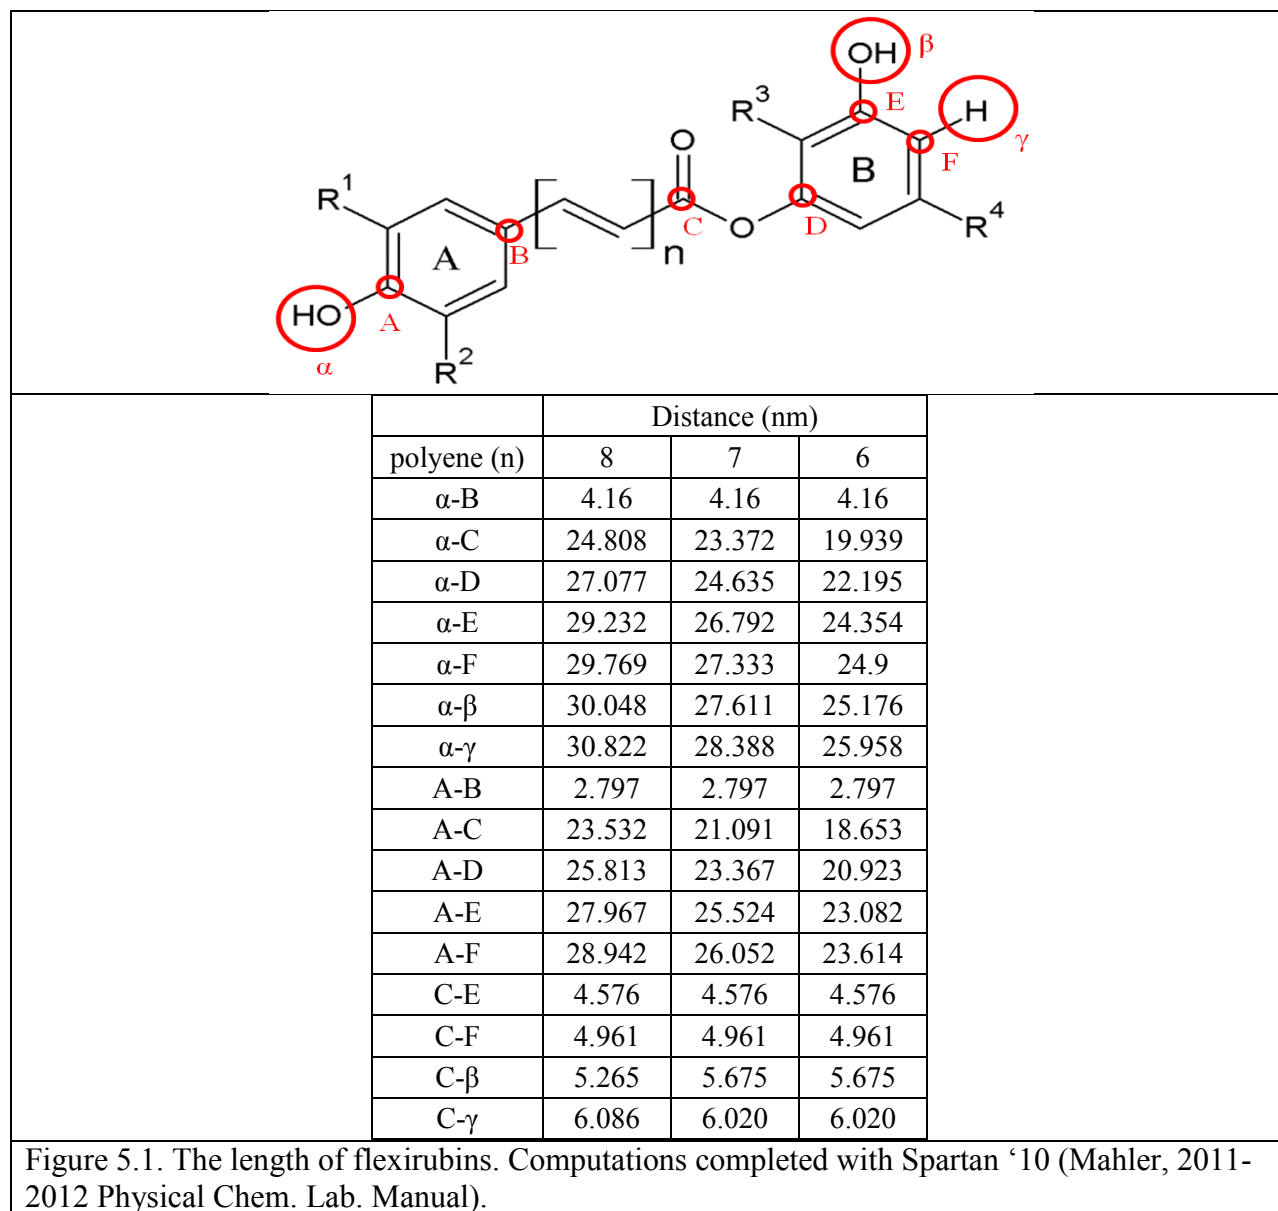 OH β
R³ E H
O B F γ
R¹ [ ]n C O D R⁴
A B
HO A
α R²
Distance (nm)
polyene (n) 8 7 6
α-B 4.16 4.16 4.16
α-C 24.808 23.372 19.939
α-D 27.077 24.635 22.195
α-E 29.232 26.792 24.354
α-F 29.769 27.333 24.9
α-β 30.048 27.611 25.176
α-γ 30.822 28.388 25.958
A-B 2.797 2.797 2.797
A-C 23.532 21.091 18.653
A-D 25.813 23.367 20.923
A-E 27.967 25.524 23.082
A-F 28.942 26.052 23.614
C-E 4.576 4.576 4.576
C-F 4.961 4.961 4.961
C-β 5.265 5.675 5.675
C-γ 6.086 6.020 6.020
Figure 5.1. The length of flexirubins. Computations completed with Spartan ‘10 (Mahler, 2011-
2012 Physical Chem. Lab. Manual).